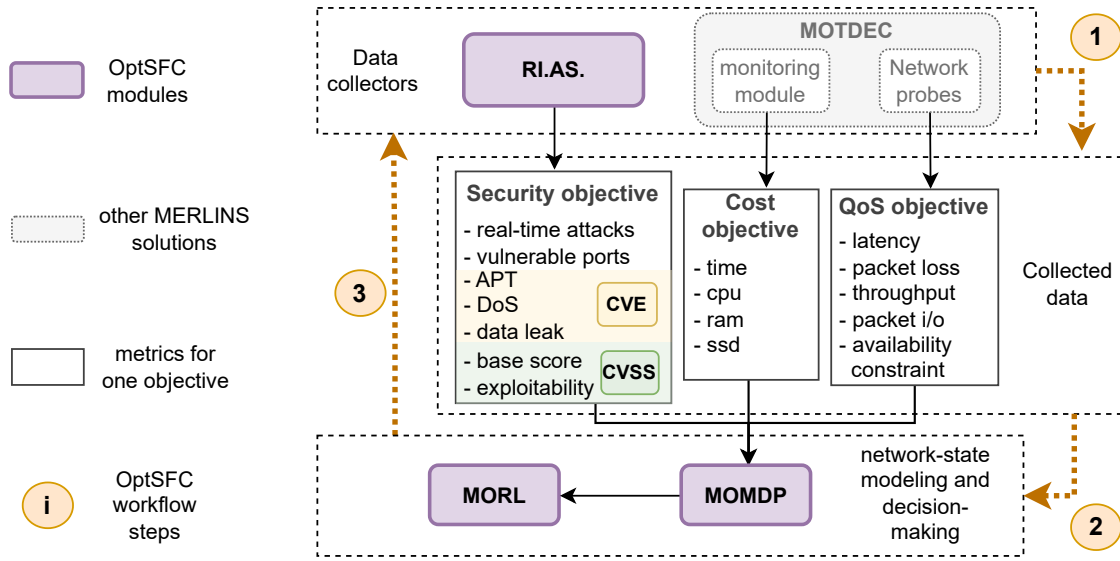 OptSFC
modules
other MERLINS
solutions
metrics for
one objective
i
OptSFC
workflow
steps
Data
collectors
RI.AS.
MOTDEC
monitoring
module
Network
probes
1
Security objective
- real-time attacks
- vulnerable ports
- APT
- DoS
- data leak
CVE
- base score
- exploitability
CVSS
Cost
objective
- time
- cpu
- ram
- ssd
QoS objective
- latency
- packet loss
- throughput
- packet i/o
- availability
constraint
Collected
data
3
MORL
MOMDP
network-state
modeling and
decision-
making
2